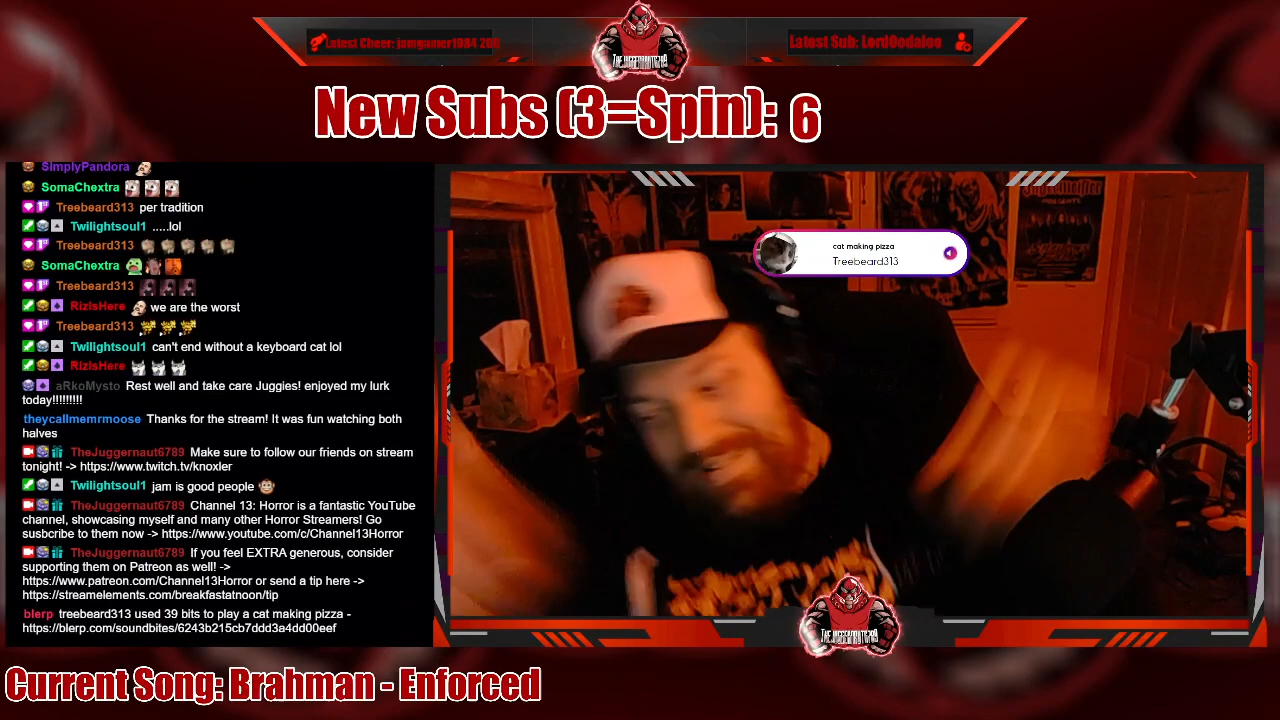 Latest Cheer: jomgamer1984 200
Latest Sub: LordOodaloo
THEJUGGERNAUT6789
New Subs (3=Spin): 6
SimplyPandora
SomaChextra
Treebeard313 per tradition
Twilightsoul1 .....lol
Treebeard313
SomaChextra
Treebeard313
RizIsHere we are the worst
Treebeard313
Twilightsoul1 can't end without a keyboard cat lol
RizIsHere
aRkoMysto Rest well and take care Juggies! enjoyed my lurk
today!!!!!!!!!
theycallmemrmoose Thanks for the stream! It was fun watching both
halves
TheJuggernaut6789 Make sure to follow our friends on stream
tonight! -> https://www.twitch.tv/knoxler
Twilightsoul1 jam is good people
TheJuggernaut6789 Channel 13: Horror is a fantastic YouTube
channel, showcasing myself and many other Horror Streamers! Go
susbcribe to them now -> https://www.youtube.com/c/Channel13Horror
TheJuggernaut6789 If you feel EXTRA generous, consider
supporting them on Patreon as well! ->
https://www.patreon.com/Channel13Horror or send a tip here ->
https://streamelements.com/breakfastatnoon/tip
blerp treebeard313 used 39 bits to play a cat making pizza -
https://blerp.com/soundbites/6243b215cb7ddd3a4dd00eef
cat making pizza
Treebeard313
PRESENTS
THEJUGGERNAUT6789
Current Song: Brahman - Enforced